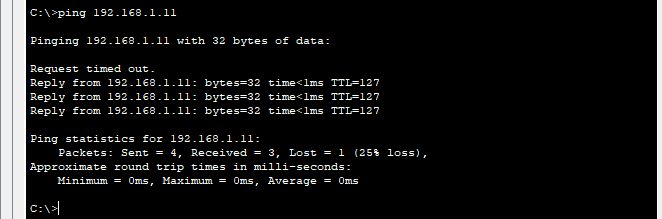 C:\>ping 192.168.1.11
Pinging 192.168.1.11 with 32 bytes of data:
Request timed out.
Reply from 192.168.1.11: bytes=32 time<1ms TTL=127
Reply from 192.168.1.11: bytes=32 time<1ms TTL=127
Reply from 192.168.1.11: bytes=32 time<1ms TTL=127
Ping statistics for 192.168.1.11:
Packets: Sent = 4, Received = 3, Lost = 1 (25% loss),
Approximate round trip times in milli-seconds:
Minimum = 0ms, Maximum = 0ms, Average = 0ms
C:\>